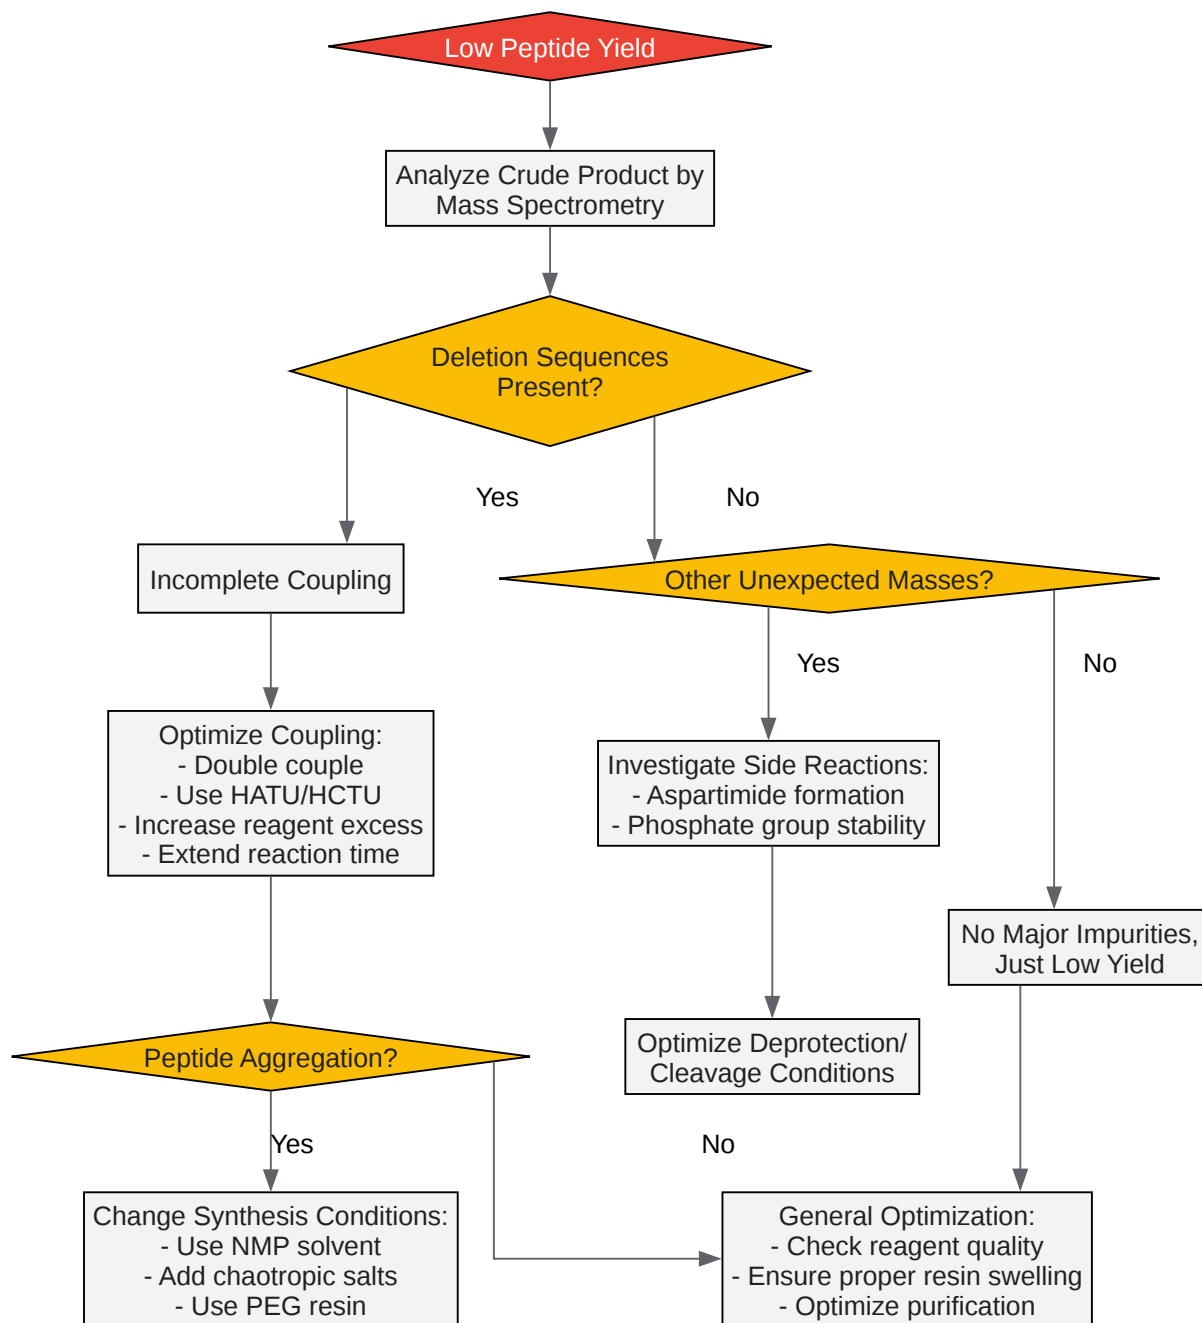 Low Peptide Yield
Analyze Crude Product by
Mass Spectrometry
Deletion Sequences
Present?
Yes
No
Incomplete Coupling
Other Unexpected Masses?
Yes
No
Optimize Coupling:
- Double couple
- Use HATU/HCTU
- Increase reagent excess
- Extend reaction time
Investigate Side Reactions:
- Aspartimide formation
- Phosphate group stability
No Major Impurities,
Just Low Yield
Peptide Aggregation?
Optimize Deprotection/
Cleavage Conditions
Yes
No
Change Synthesis Conditions:
- Use NMP solvent
- Add chaotropic salts
- Use PEG resin
General Optimization:
- Check reagent quality
- Ensure proper resin swelling
- Optimize purification